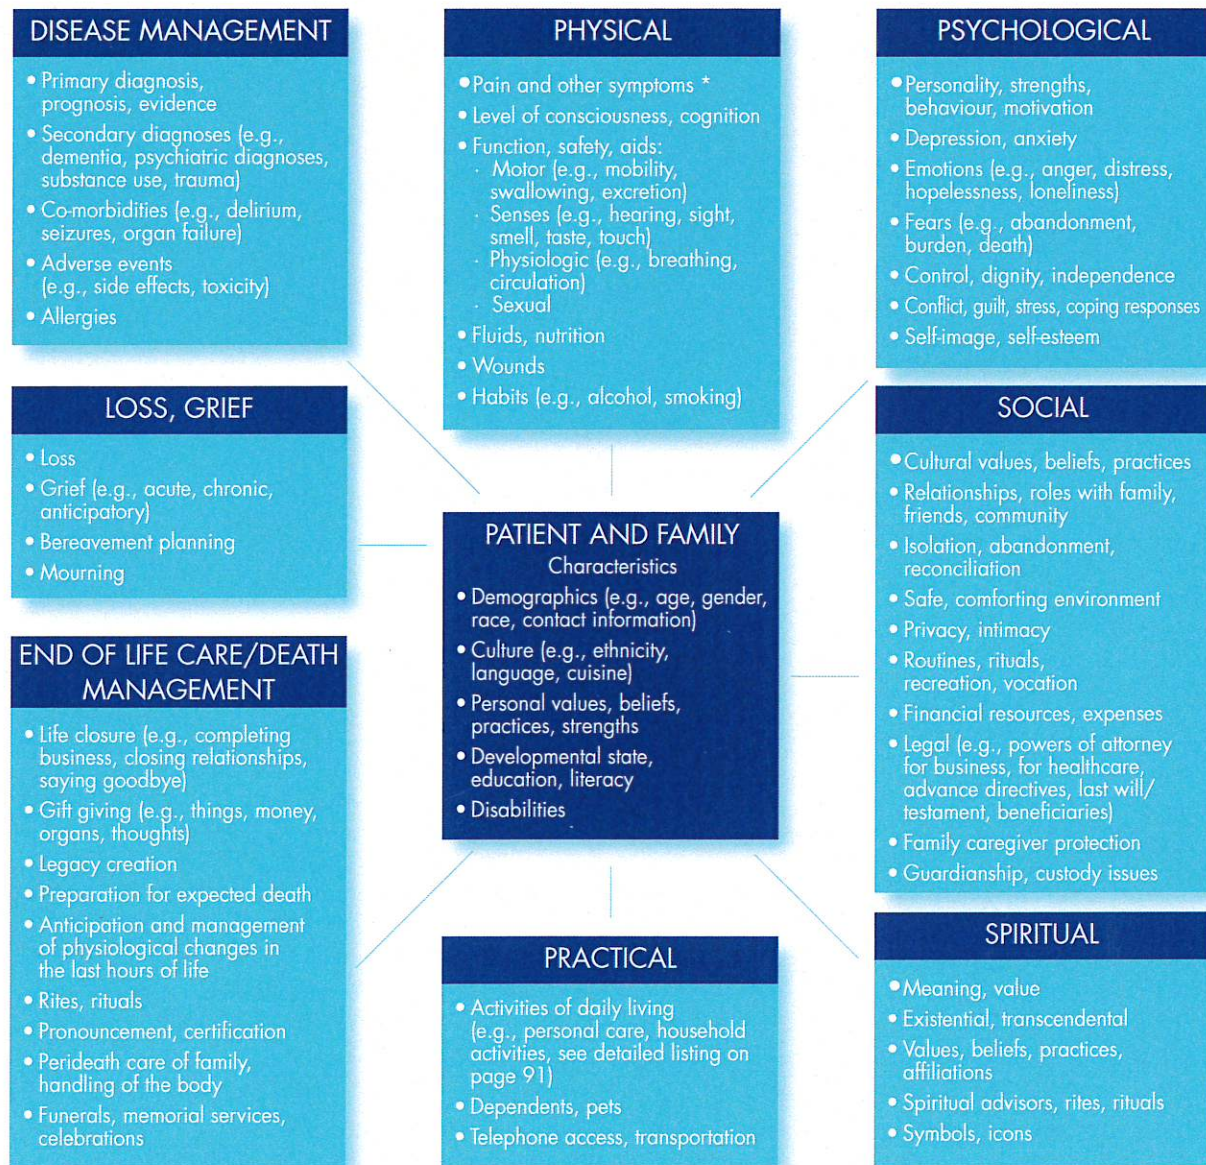 DISEASE MANAGEMENT
• Primary diagnosis,
prognosis, evidence
• Secondary diagnoses (e.g.,
dementia, psychiatric diagnoses,
substance use, trauma)
• Co-morbidities (e.g., delirium,
seizures, organ failure)
• Adverse events
(e.g., side effects, toxicity)
• Allergies
PHYSICAL
• Pain and other symptoms *
• Level of consciousness, cognition
• Function, safety, aids:
· Motor (e.g., mobility,
swallowing, excretion)
· Senses (e.g., hearing, sight,
smell, taste, touch)
· Physiologic (e.g., breathing,
circulation)
· Sexual
• Fluids, nutrition
• Wounds
• Habits (e.g., alcohol, smoking)
PSYCHOLOGICAL
• Personality, strengths,
behaviour, motivation
• Depression, anxiety
• Emotions (e.g., anger, distress,
hopelessness, loneliness)
• Fears (e.g., abandonment,
burden, death)
• Control, dignity, independence
• Conflict, guilt, stress, coping responses
• Self-image, self-esteem
LOSS, GRIEF
• Loss
• Grief (e.g., acute, chronic,
anticipatory)
• Bereavement planning
• Mourning
PATIENT AND FAMILY
Characteristics
• Demographics (e.g., age, gender,
race, contact information)
• Culture (e.g., ethnicity,
language, cuisine)
• Personal values, beliefs,
practices, strengths
• Developmental state,
education, literacy
• Disabilities
SOCIAL
• Cultural values, beliefs, practices
• Relationships, roles with family,
friends, community
• Isolation, abandonment,
reconciliation
• Safe, comforting environment
• Privacy, intimacy
• Routines, rituals,
recreation, vocation
• Financial resources, expenses
• Legal (e.g., powers of attorney
for business, for healthcare,
advance directives, last will/
testament, beneficiaries)
• Family caregiver protection
• Guardianship, custody issues
END OF LIFE CARE/DEATH
MANAGEMENT
• Life closure (e.g., completing
business, closing relationships,
saying goodbye)
• Gift giving (e.g., things, money,
organs, thoughts)
• Legacy creation
• Preparation for expected death
• Anticipation and management
of physiological changes in
the last hours of life
• Rites, rituals
• Pronouncement, certification
• Perideath care of family,
handling of the body
• Funerals, memorial services,
celebrations
PRACTICAL
• Activities of daily living
(e.g., personal care, household
activities, see detailed listing on
page 91)
• Dependents, pets
• Telephone access, transportation
SPIRITUAL
• Meaning, value
• Existential, transcendental
• Values, beliefs, practices,
affiliations
• Spiritual advisors, rites, rituals
• Symbols, icons